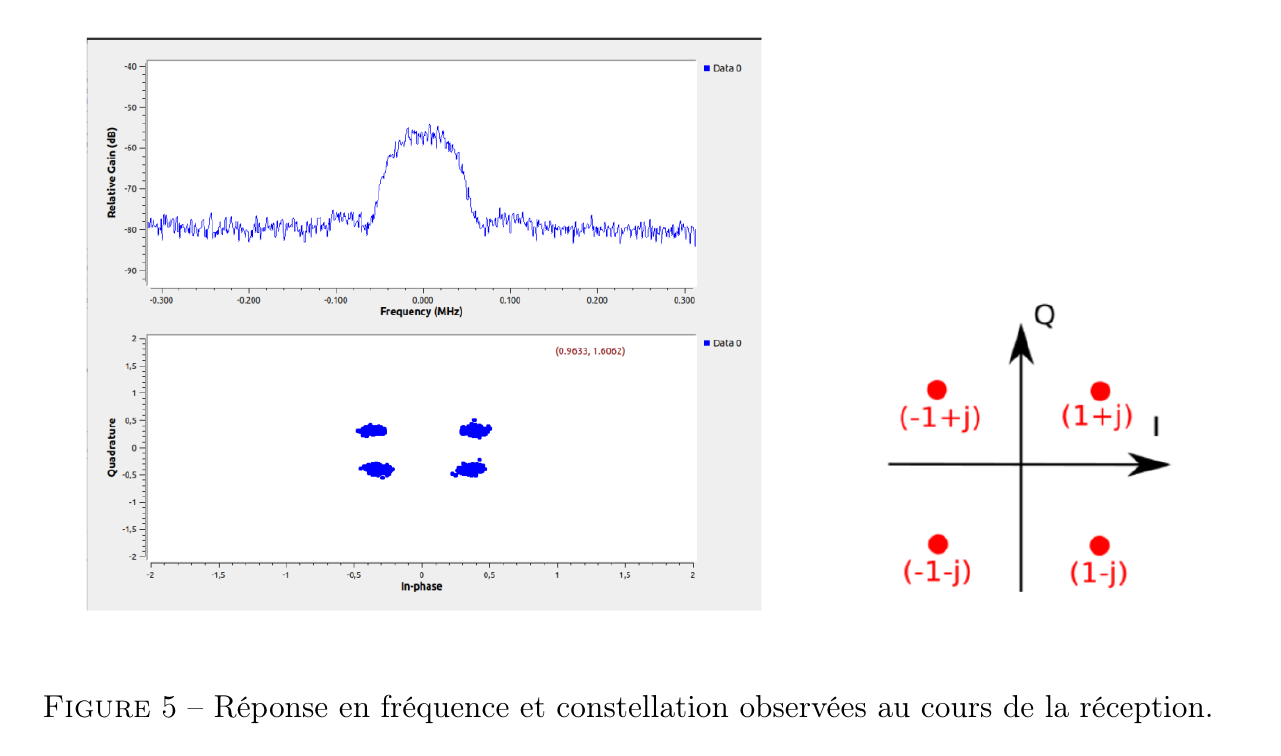 -40
-50
-60
-70
-80
-90
Relative Gain (dB)
Data 0
-0.300 -0.200 -0.100 0.000 0.100 0.200 0.300
Frequency (MHz)
2
1,5
1
0,5
0
-0,5
-1
-1,5
-2
Quadrature
(0.9633, 1.6062)
Data 0
-2 -1,5 -1 -0,5 0 0,5 1 1,5 2
In-phase
Q
(-1+j) (1+j)
I
(-1-j) (1-j)
FIGURE 5 – Réponse en fréquence et constellation observées au cours de la réception.